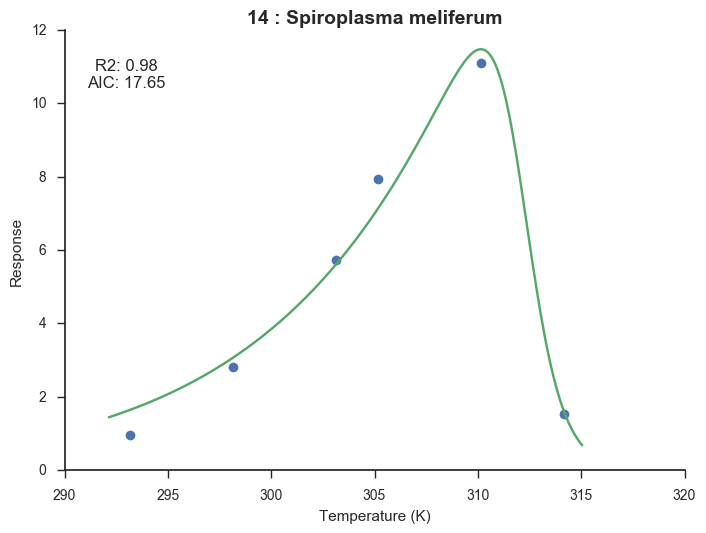 14 : Spiroplasma meliferum
R2: 0.98
AIC: 17.65
Response
12
10
8
6
4
2
0
290 295 300 305 310 315 320
Temperature (K)